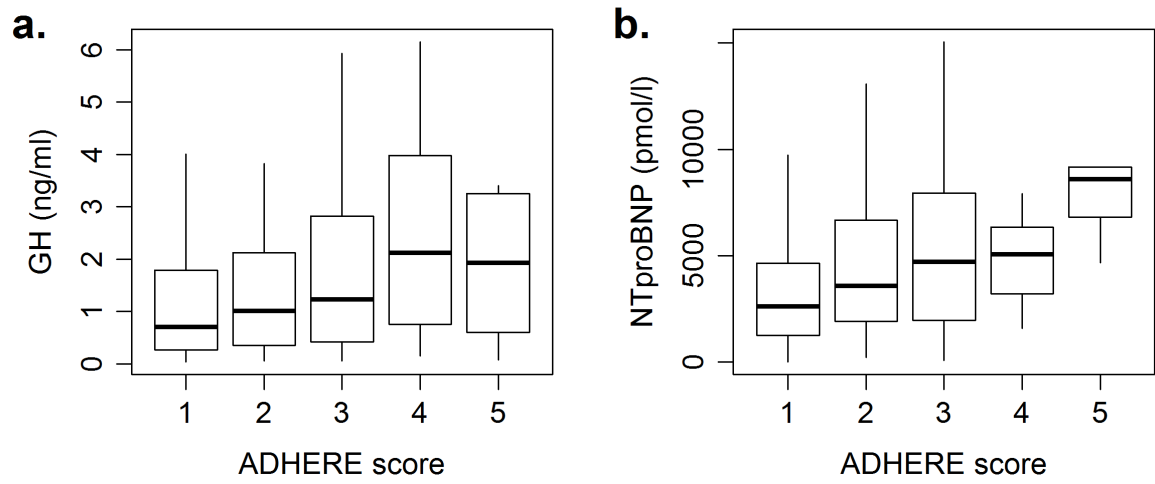 a.
GH (ng/ml)
6
5
4
3
2
1
0
1 2 3 4 5
ADHERE score
b.
NTproBNP (pmol/l)
10000
5000
0
1 2 3 4 5
ADHERE score